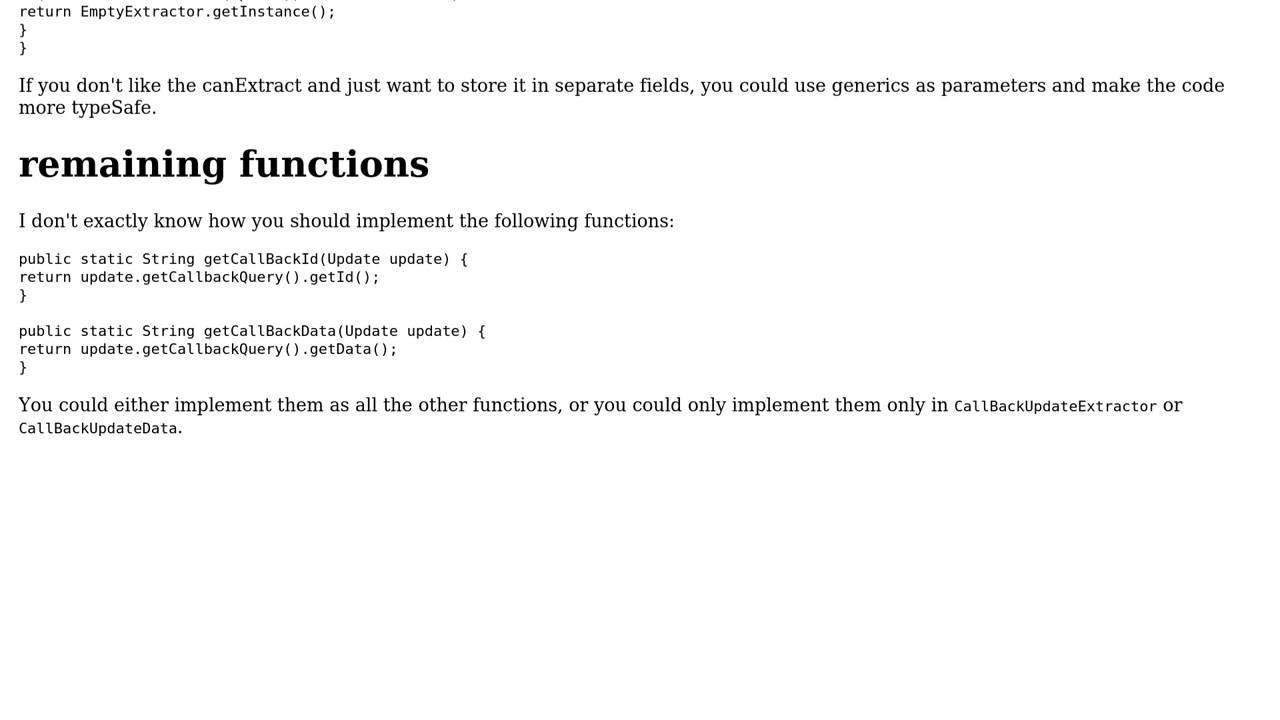 return EmptyExtractor.getInstance();
}
}
If you don't like the canExtract and just want to store it in separate fields, you could use generics as parameters and make the code
more typeSafe.
remaining functions
I don't exactly know how you should implement the following functions:
public static String getCallBackId(Update update) {
return update.getCallbackQuery().getId();
}
public static String getCallBackData(Update update) {
return update.getCallbackQuery().getData();
}
You could either implement them as all the other functions, or you could only implement them only in CallBackUpdateExtractor or
CallBackUpdateData.